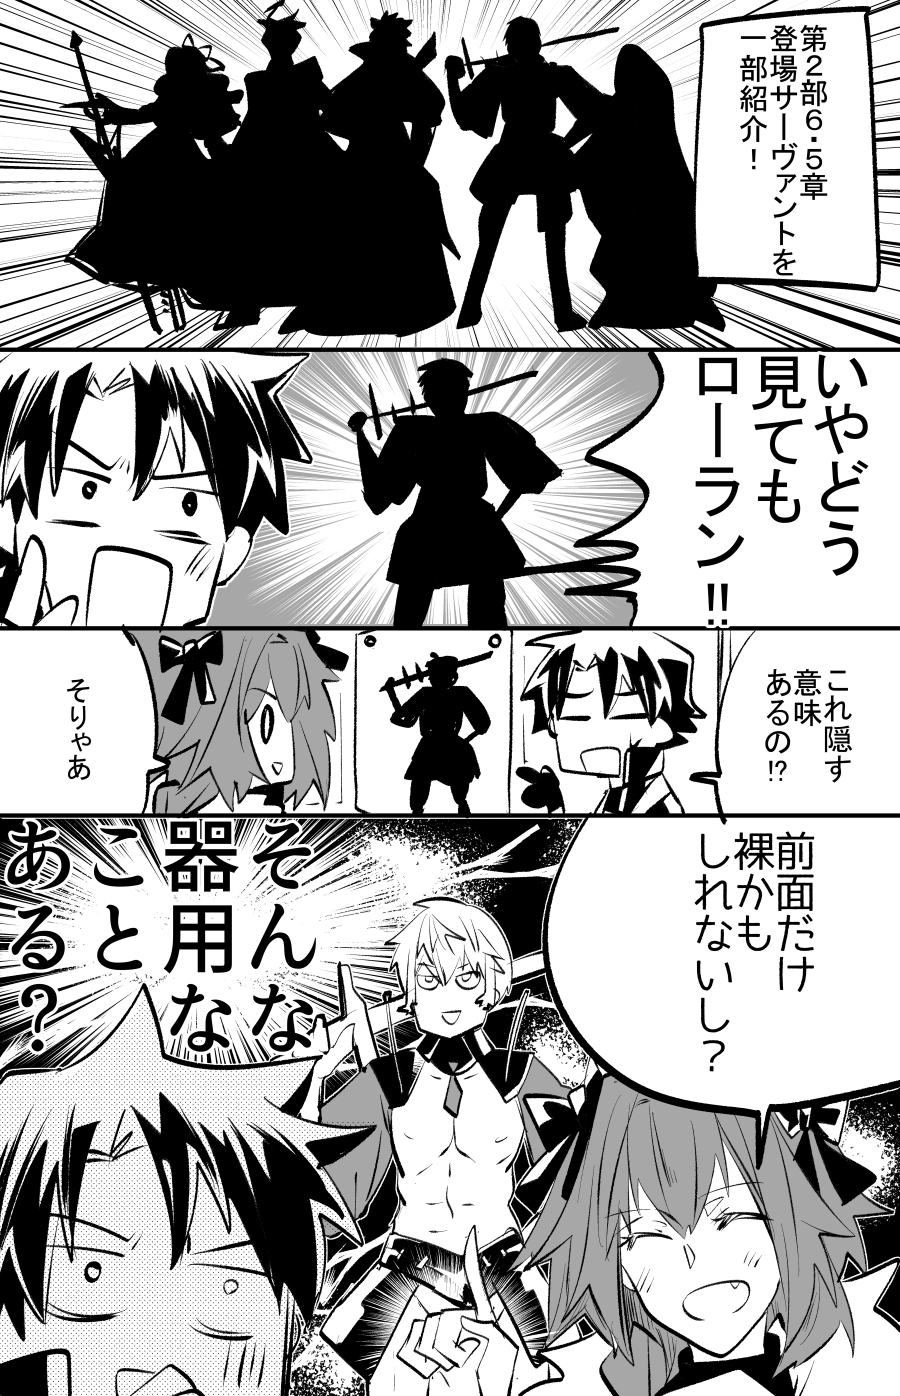 第2部6.5章
登場サーヴァントを
一部紹介!
いやどう
見ても
ローラン!!
これ隠す
意味
あるの!?
そりゃあ
前面だけ
裸かも
しれないし?
そんな
器用な
こと
ある?